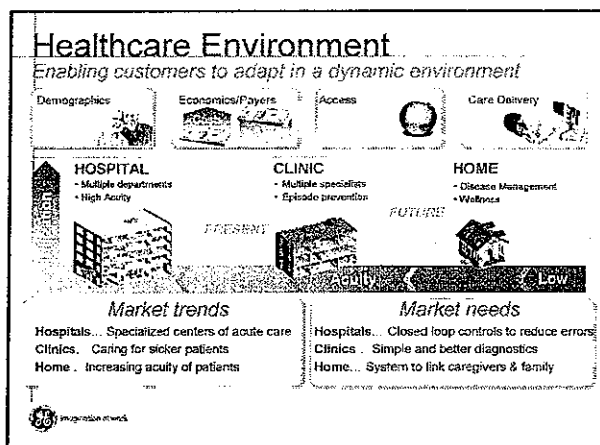 Healthcare Environment
Enabling customers to adapt in a dynamic environment
Demographics
Economics/Payers
Access
Care Delivery
HOSPITAL
• Multiple departments
• High Acuity
CLINIC
• Multiple specialists
• Episode prevention
HOME
• Disease Management
• Wellness
PRESENT
FUTURE
Acuity
Low
Market trends
Hospitals... Specialized centers of acute care
Clinics. Caring for sicker patients
Home . Increasing acuity of patients
Market needs
Hospitals... Closed loop controls to reduce errors
Clinics . Simple and better diagnostics
Home... System to link caregivers & family
imagination at work